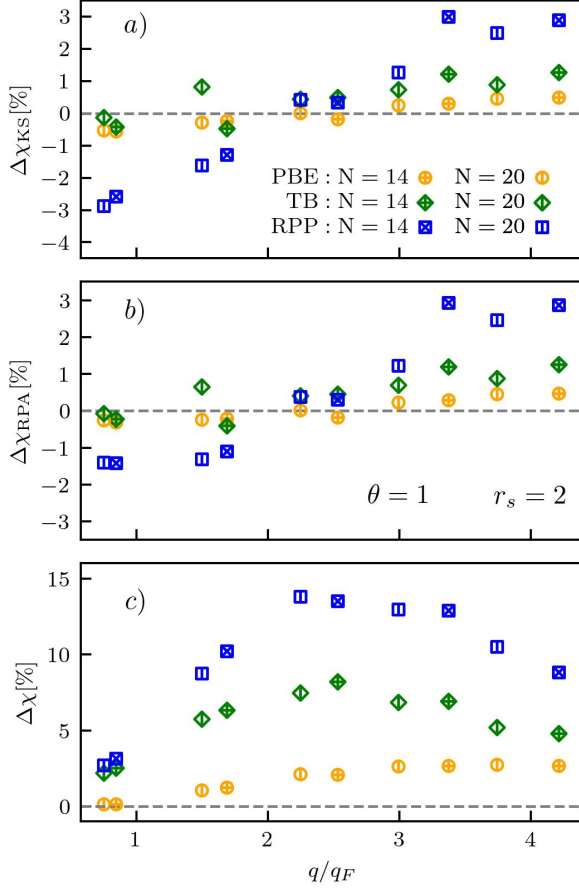 3
a)
2
1
0
−1
−2
−3
−4
Δχ_KS[%]
PBE : N = 14 N = 20
TB : N = 14 N = 20
RPP : N = 14 N = 20
3
b)
2
1
0
−1
−2
−3
Δχ_RPA[%]
θ = 1 r_s = 2
15
c)
10
5
0
Δχ[%]
1 2 3 4
q/q_F